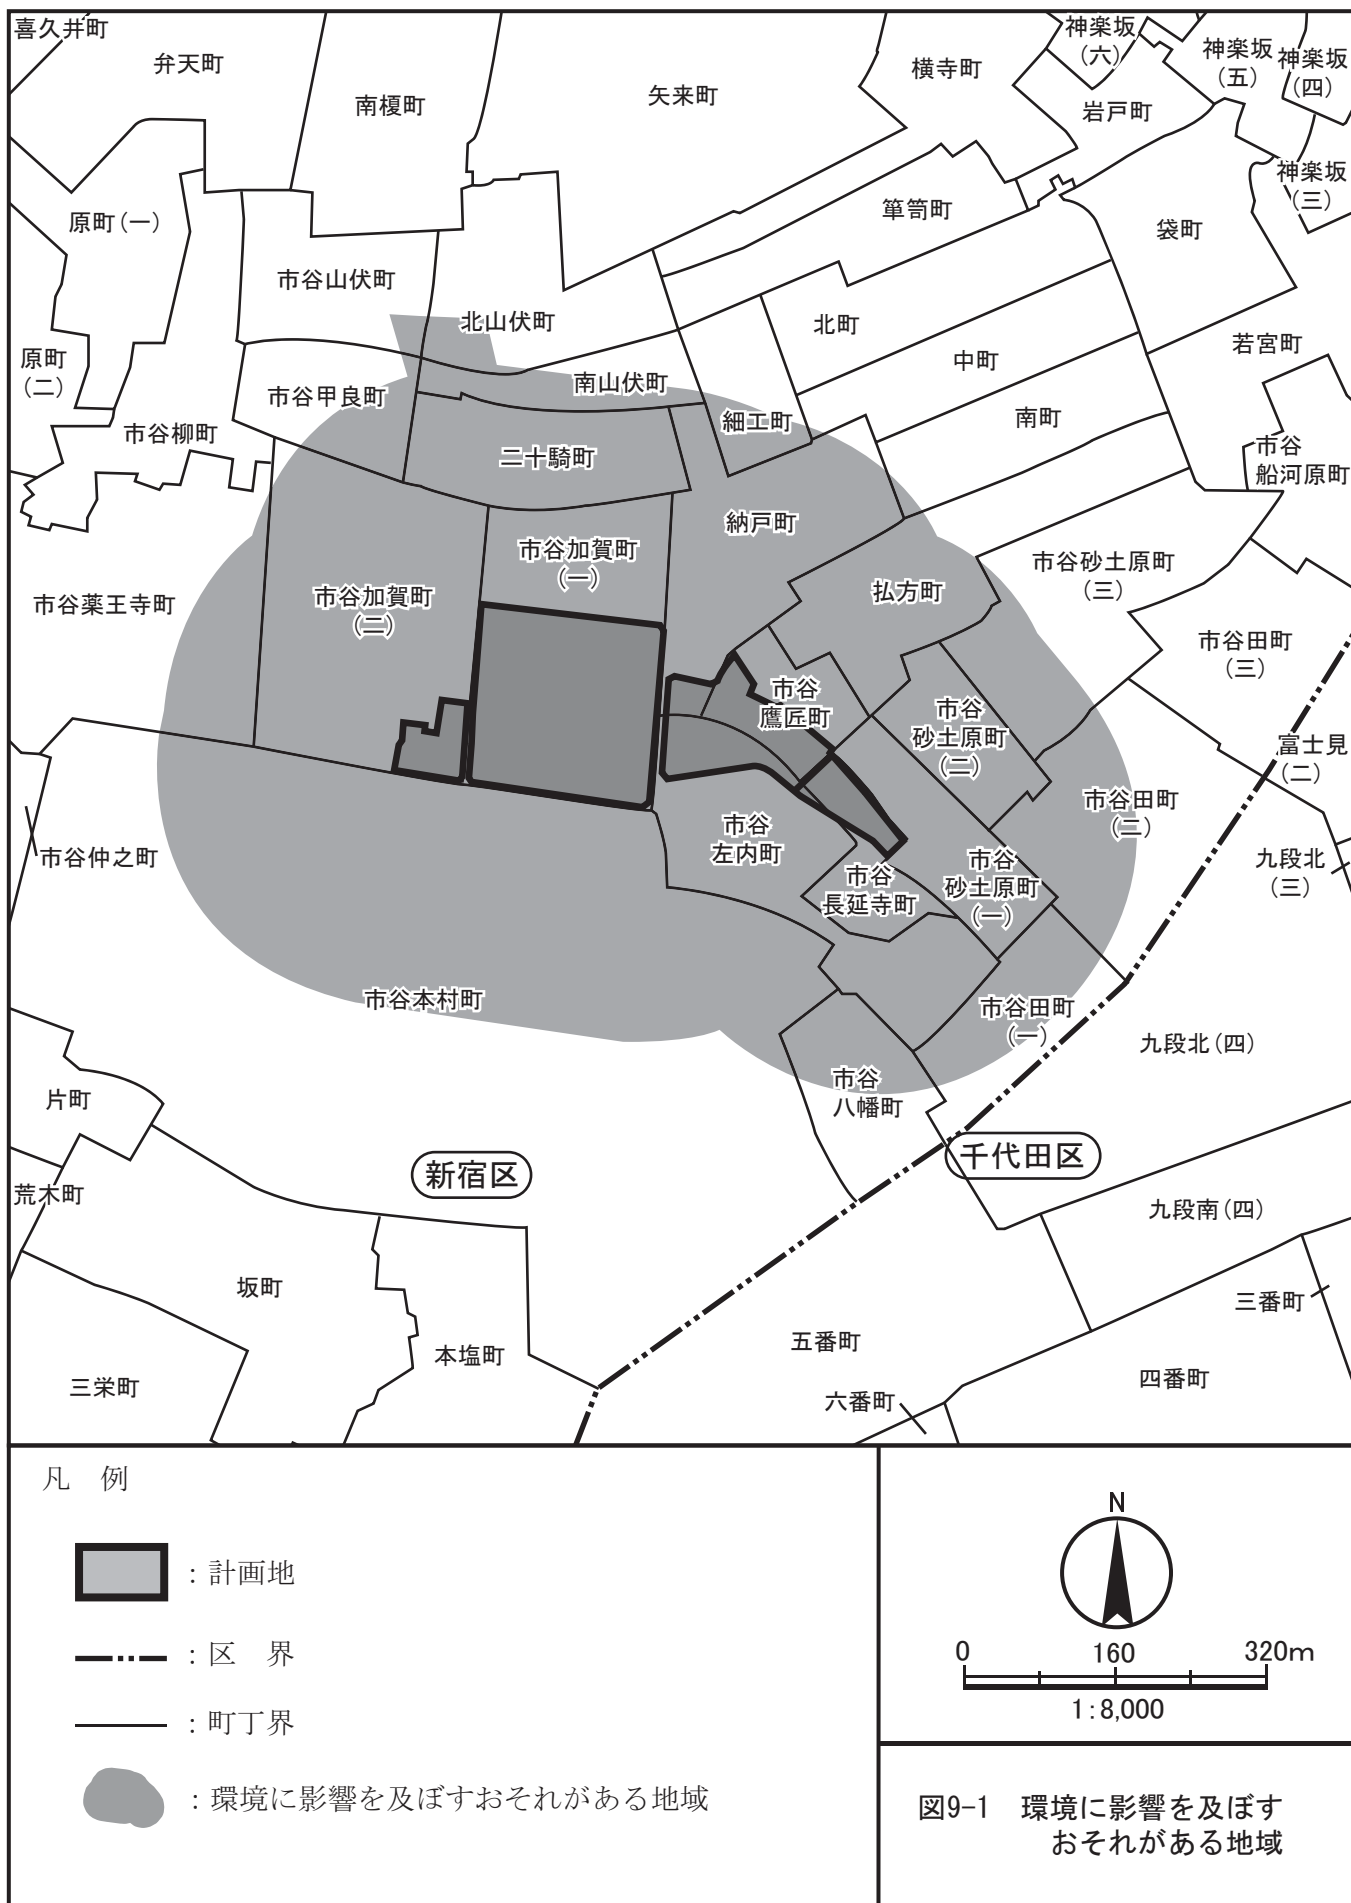 喜久井町
弁天町
南榎町
矢来町
横寺町
神楽坂
(六)
神楽坂
(五)
神楽坂
(四)
岩戸町
神楽坂
(三)
原町(一)
市谷山伏町
箪笥町
袋町
北山伏町
北町
若宮町
原町
(二)
中町
南山伏町
市谷甲良町
南町
細工町
市谷柳町
二十騎町
市谷
船河原町
納戸町
市谷加賀町
(一)
市谷砂土原町
(三)
市谷加賀町
(二)
払方町
市谷薬王寺町
市谷田町
(三)
市谷
鷹匠町
市谷
砂土原町
(二)
富士見
(二)
市谷田町
(二)
市谷
左内町
市谷仲之町
市谷
砂土原町
(一)
九段北
(三)
市谷
長延寺町
市谷本村町
市谷田町
(一)
九段北(四)
片町
市谷
八幡町
新宿区
千代田区
荒木町
九段南(四)
坂町
三番町
五番町
本塩町
三栄町
六番町
四番町
凡 例
：計画地
：区 界
：町丁界
：環境に影響を及ぼすおそれがある地域
N
0 160 320m
1:8,000
図9-1 環境に影響を及ぼす
おそれがある地域